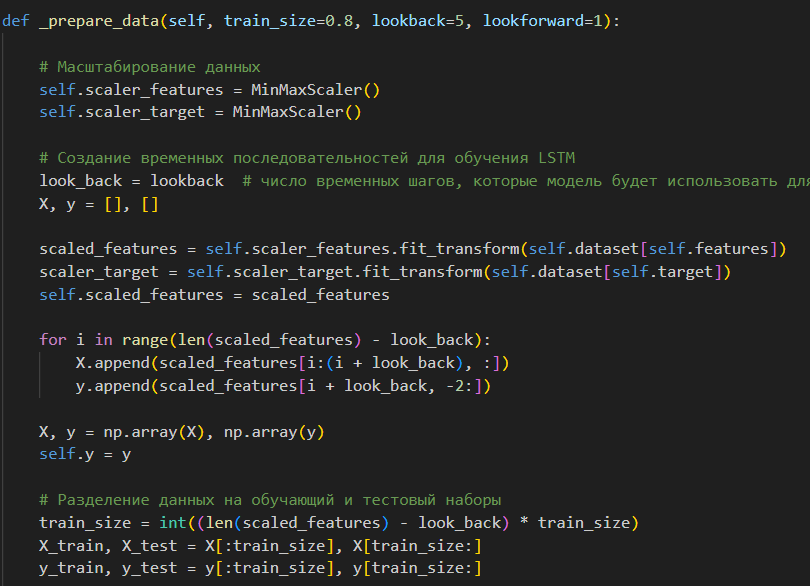 def _prepare_data(self, train_size=0.8, lookback=5, lookforward=1):
# Масштабирование данных
self.scaler_features = MinMaxScaler()
self.scaler_target = MinMaxScaler()
# Создание временных последовательностей для обучения LSTM
look_back = lookback  # число временных шагов, которые модель будет использовать для
X, y = [], []
scaled_features = self.scaler_features.fit_transform(self.dataset[self.features])
scaler_target = self.scaler_target.fit_transform(self.dataset[self.target])
self.scaled_features = scaled_features
for i in range(len(scaled_features) - look_back):
X.append(scaled_features[i:(i + look_back), :])
y.append(scaled_features[i + look_back, -2:])
X, y = np.array(X), np.array(y)
self.y = y
# Разделение данных на обучающий и тестовый наборы
train_size = int((len(scaled_features) - look_back) * train_size)
X_train, X_test = X[:train_size], X[train_size:]
y_train, y_test = y[:train_size], y[train_size:]